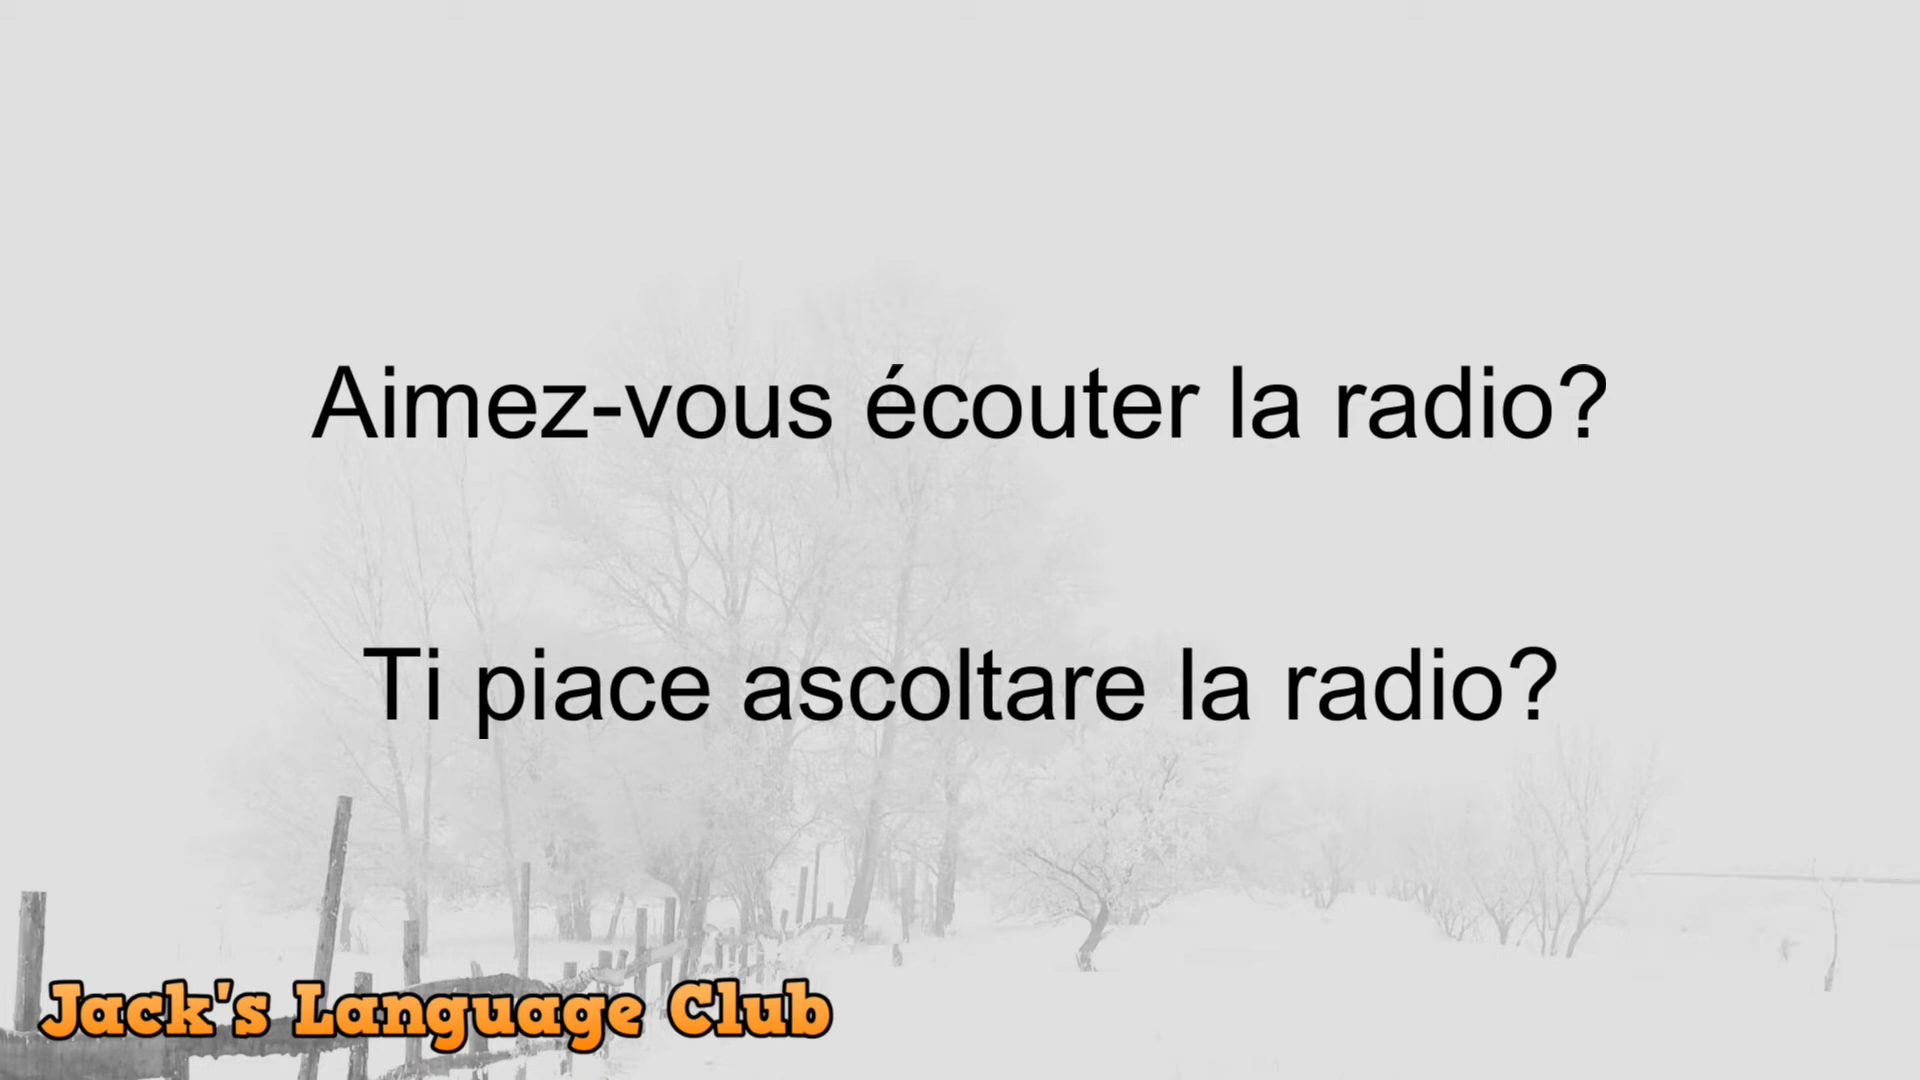 Aimez-vous écouter la radio?
Ti piace ascoltare la radio?
Jack's Language Club